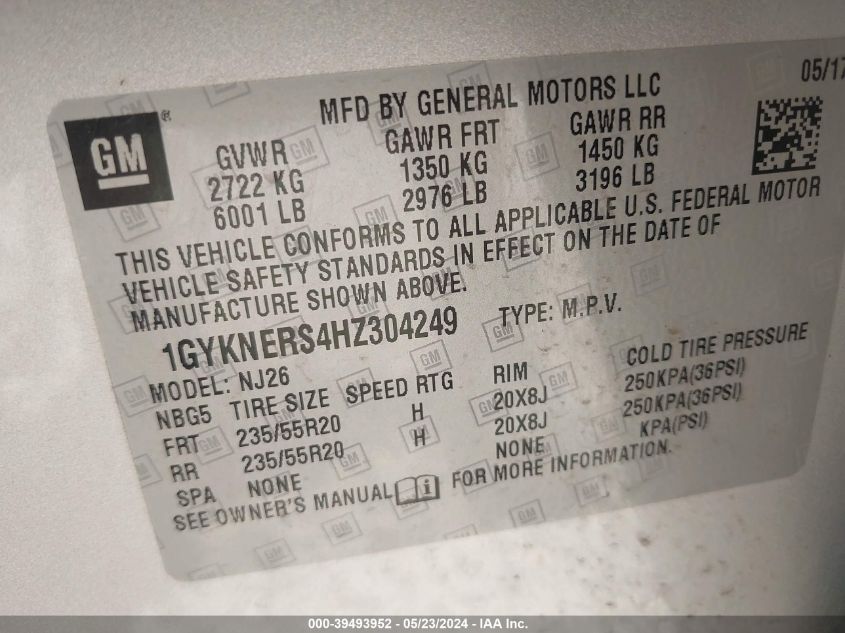 05/17
MFD BY GENERAL MOTORS LLC
GM ®
GVWR GAWR FRT GAWR RR
2722 KG 1350 KG 1450 KG
6001 LB 2976 LB 3196 LB
THIS VEHICLE CONFORMS TO ALL APPLICABLE U.S. FEDERAL MOTOR
VEHICLE SAFETY STANDARDS IN EFFECT ON THE DATE OF
MANUFACTURE SHOWN ABOVE.
1GYKNERS4HZ304249 TYPE: M.P.V.
MODEL: NJ26
NBG5 TIRE SIZE SPEED RTG RIM COLD TIRE PRESSURE
FRT 235/55R20 H 20X8J 250KPA(36PSI)
RR 235/55R20 H 20X8J 250KPA(36PSI)
SPA NONE NONE KPA(PSI)
SEE OWNER'S MANUAL i FOR MORE INFORMATION.
000-39493952 - 05/23/2024 - IAA Inc.